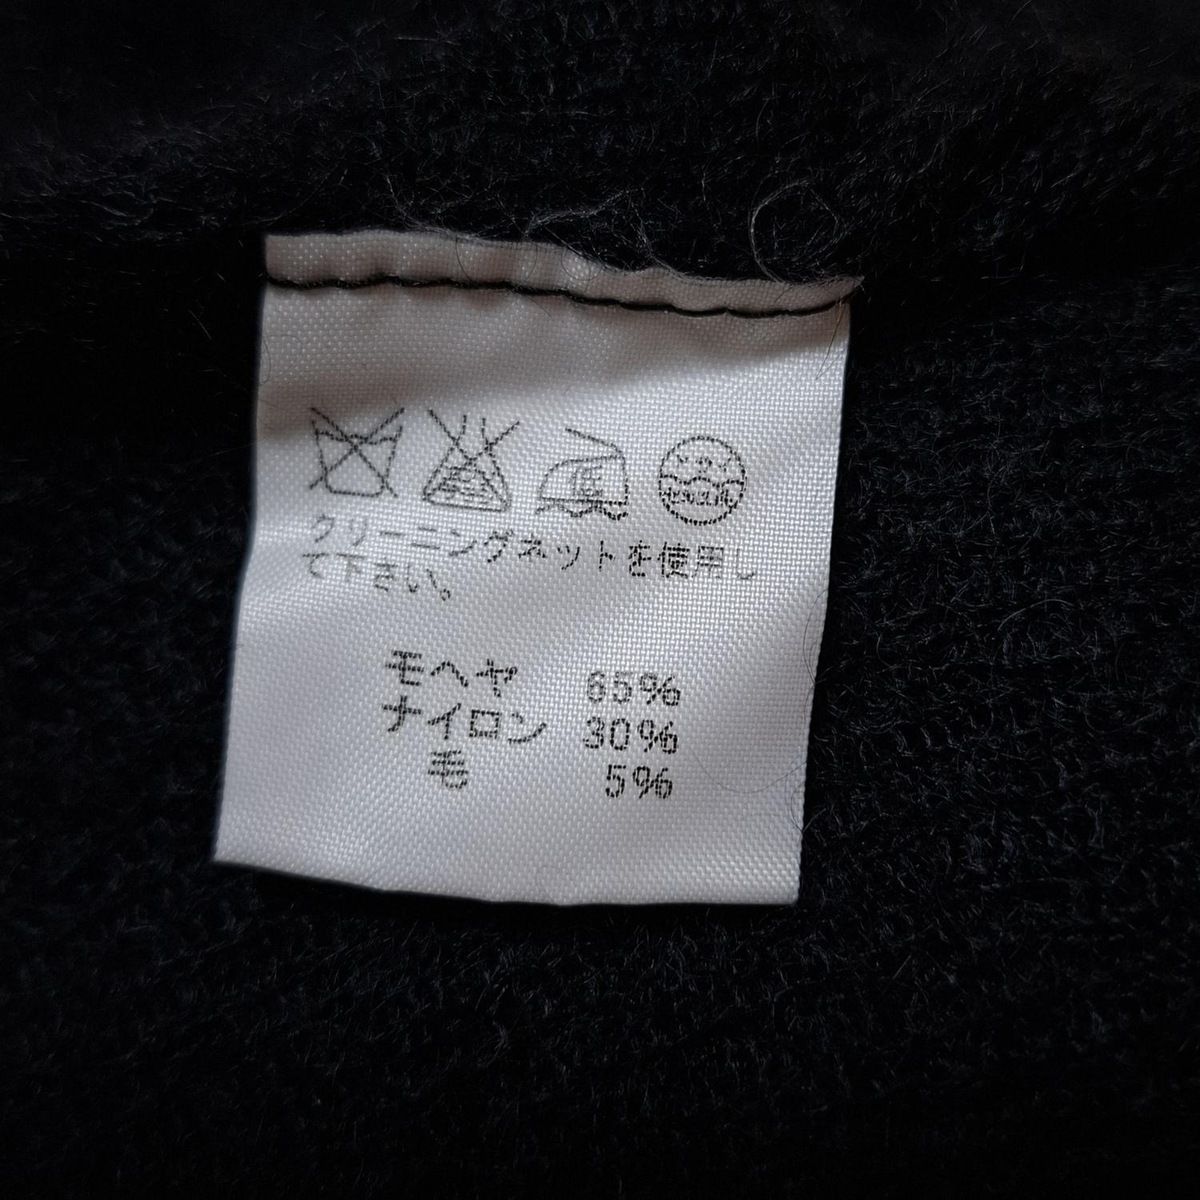 クリーニングネットを使用し
て下さい。
モヘヤ 65%
ナイロン 30%
毛 5%